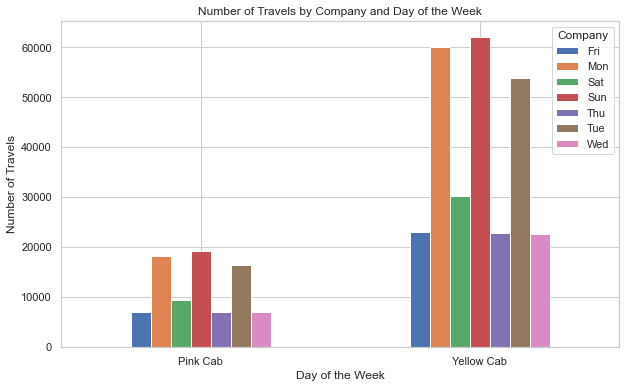 Number of Travels by Company and Day of the Week
Number of Travels
60000
50000
40000
30000
20000
10000
0
Company
Fri
Mon
Sat
Sun
Thu
Tue
Wed
Pink Cab
Yellow Cab
Day of the Week